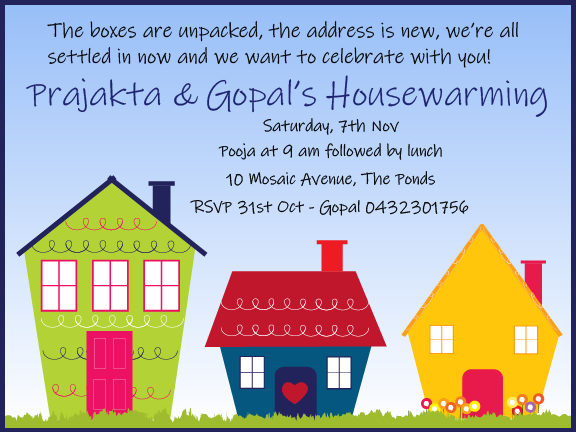 The boxes are unpacked, the address is new, we're all
settled in now and we want to celebrate with you!
Prajakta & Gopal's Housewarming
Saturday, 7th Nov
Pooja at 9 am followed by lunch
10 Mosaic Avenue, The Ponds
RSVP 31st Oct - Gopal 0432301756